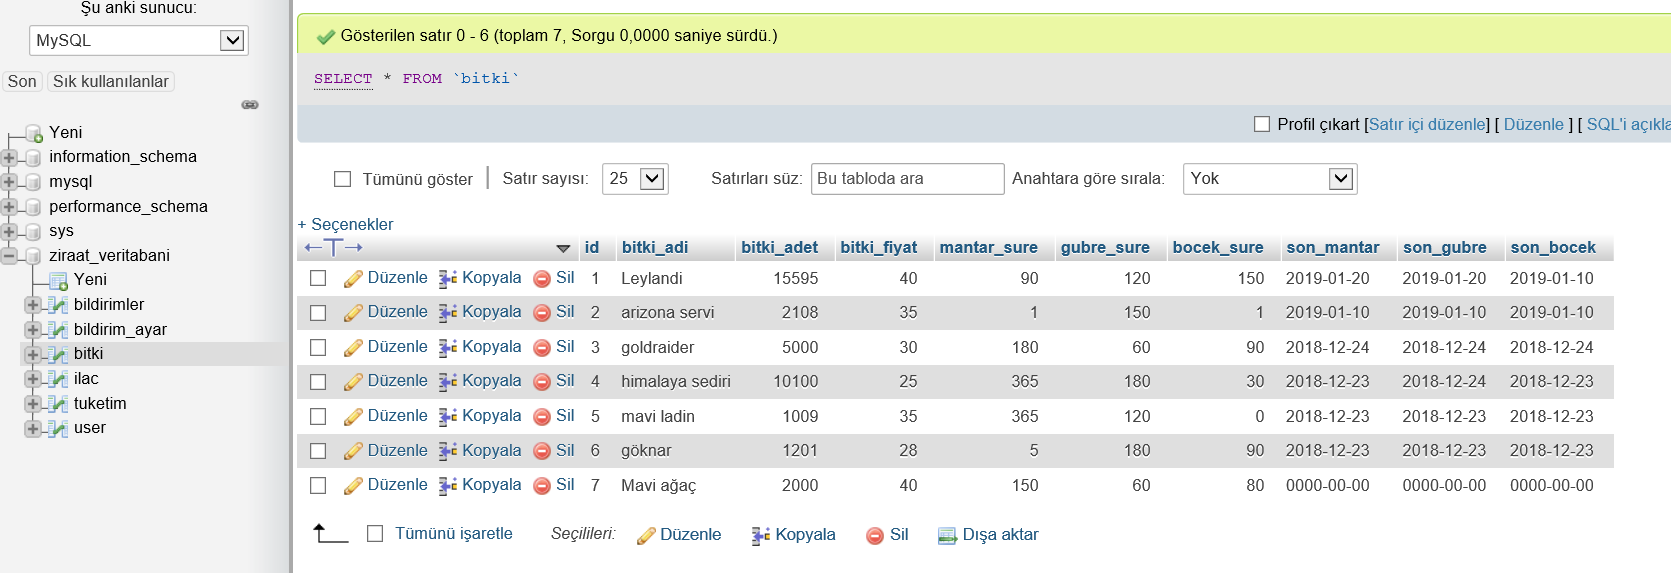 Şu anki sunucu:
MySQL
Son Sık kullanılanlar
Yeni
information_schema
mysql
performance_schema
sys
ziraat_veritabani
Yeni
bildirimler
bildirim_ayar
bitki
ilac
tuketim
user
Gösterilen satır 0 - 6 (toplam 7, Sorgu 0,0000 saniye sürdü.)
SELECT * FROM `bitki`
Profil çıkart [Satır içi düzenle] [ Düzenle ] [ SQL'i açıkla
Tümünü göster Satır sayısı: 25 Satırları süz: Bu tabloda ara Anahtara göre sırala: Yok
+ Seçenekler
←T→ id bitki_adi bitki_adet bitki_fiyat mantar_sure gubre_sure bocek_sure son_mantar son_gubre son_bocek
Düzenle Kopyala Sil 1 Leylandi 15595 40 90 120 150 2019-01-20 2019-01-20 2019-01-10
Düzenle Kopyala Sil 2 arizona servi 2108 35 1 150 1 2019-01-10 2019-01-10 2019-01-10
Düzenle Kopyala Sil 3 goldraider 5000 30 180 60 90 2018-12-24 2018-12-24 2018-12-24
Düzenle Kopyala Sil 4 himalaya sediri 10100 25 365 180 30 2018-12-23 2018-12-24 2018-12-23
Düzenle Kopyala Sil 5 mavi ladin 1009 35 365 120 0 2018-12-23 2018-12-23 2018-12-23
Düzenle Kopyala Sil 6 göknar 1201 28 5 180 90 2018-12-23 2018-12-23 2018-12-23
Düzenle Kopyala Sil 7 Mavi ağaç 2000 40 150 60 80 0000-00-00 0000-00-00 0000-00-00
Tümünü işaretle Seçilileri: Düzenle Kopyala Sil Dışa aktar